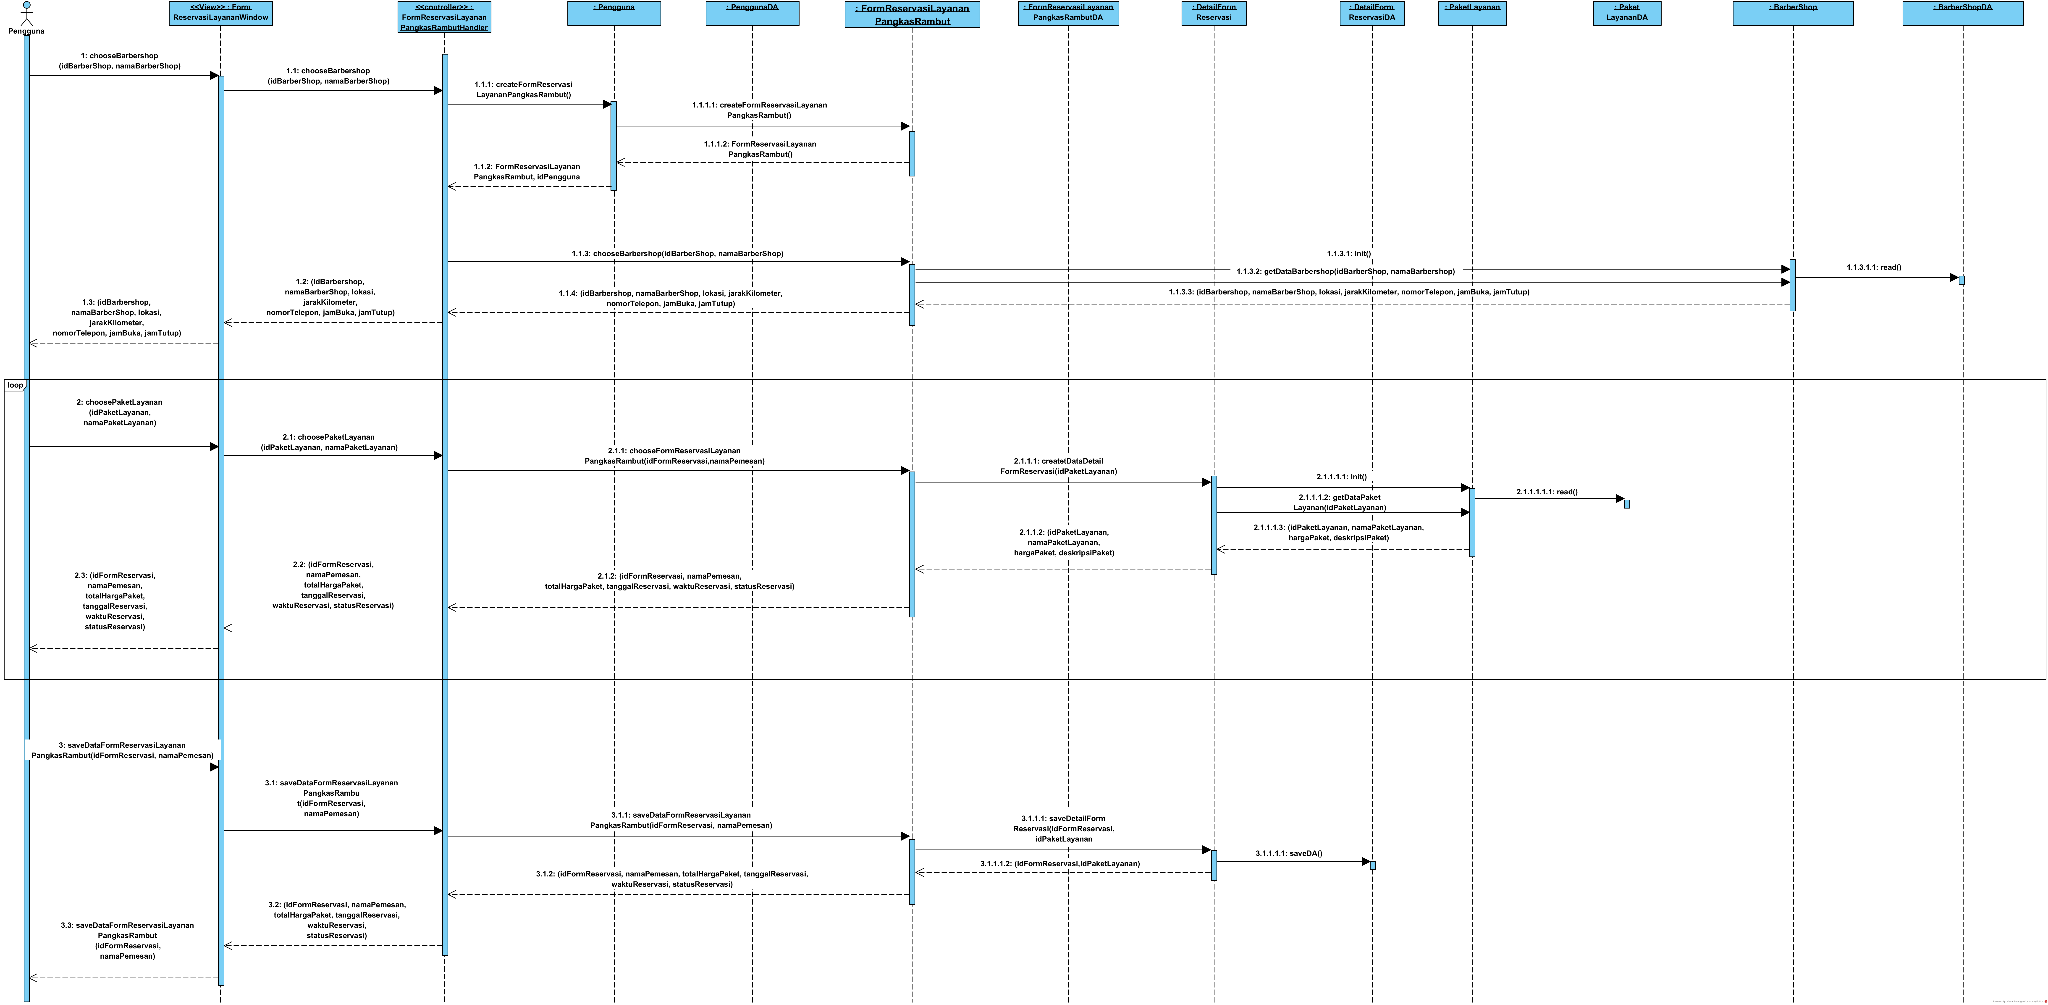 <<View>> : Form
ReservasiLayananWindow
<<controller>> :
FormReservasiLayanan
PangkasRambutHandler
: Pengguna
: PenggunaDA
: FormReservasiLayanan
PangkasRambut
: FormReservasiLayanan
PangkasRambutDA
: DetailForm
Reservasi
: DetailForm
ReservasiDA
: PaketLayanan
: Paket
LayananDA
: BarberShop
: BarberShopDA
Pengguna
1: chooseBarbershop
(idBarberShop, namaBarberShop)
1.1: chooseBarbershop
(idBarberShop, namaBarberShop)
1.1.1: createFormReservasi
LayananPangkasRambut()
1.1.1.1: createFormReservasiLayanan
PangkasRambut()
1.1.1.2: FormReservasiLayanan
PangkasRambut()
1.1.2: FormReservasiLayanan
PangkasRambut, idPengguna
1.1.3: chooseBarbershop(idBarberShop, namaBarberShop)
1.1.3.1: init()
1.1.3.2: getDataBarbershop(idBarberShop, namaBarbershop)
1.1.3.1.1: read()
1.1.3.3: (idBarbershop, namaBarberShop, lokasi, jarakKilometer, nomorTelepon, jamBuka, jamTutup)
1.1.4: (idBarbershop, namaBarberShop, lokasi, jarakKilometer,
nomorTelepon, jamBuka, jamTutup)
1.2: (idBarbershop,
namaBarberShop, lokasi,
jarakKilometer,
nomorTelepon, jamBuka, jamTutup)
1.3: (idBarbershop,
namaBarberShop, lokasi,
jarakKilometer,
nomorTelepon, jamBuka, jamTutup)
loop
2: choosePaketLayanan
(idPaketLayanan,
namaPaketLayanan)
2.1: choosePaketLayanan
(idPaketLayanan, namaPaketLayanan)
2.1.1: chooseFormReservasiLayanan
PangkasRambut(idFormReservasi,namaPemesan)
2.1.1.1: createtDataDetail
FormReservasi(idPaketLayanan)
2.1.1.1.1: init()
2.1.1.1.1.1: read()
2.1.1.1.2: getDataPaket
Layanan(idPaketLayanan)
2.1.1.1.3: (idPaketLayanan, namaPaketLayanan,
hargaPaket, deskripsiPaket)
2.1.1.2: (idPaketLayanan,
namaPaketLayanan,
hargaPaket, deskripsiPaket)
2.1.2: (idFormReservasi, namaPemesan,
totalHargaPaket, tanggalReservasi, waktuReservasi, statusReservasi)
2.2: (idFormReservasi,
namaPemesan,
totalHargaPaket,
tanggalReservasi,
waktuReservasi, statusReservasi)
2.3: (idFormReservasi,
namaPemesan,
totalHargaPaket,
tanggalReservasi,
waktuReservasi,
statusReservasi)
3: saveDataFormReservasiLayanan
PangkasRambut(idFormReservasi, namaPemesan)
3.1: saveDataFormReservasiLayanan
PangkasRambu
t(idFormReservasi,
namaPemesan)
3.1.1: saveDataFormReservasiLayanan
PangkasRambut(idFormReservasi, namaPemesan)
3.1.1.1: saveDetailForm
Reservasi(idFormReservasi,
idPaketLayanan
3.1.1.1.1: saveDA()
3.1.1.1.2: (idFormReservasi,idPaketLayanan)
3.1.2: (idFormReservasi, namaPemesan, totalHargaPaket, tanggalReservasi,
waktuReservasi, statusReservasi)
3.2: (idFormReservasi, namaPemesan,
totalHargaPaket, tanggalReservasi,
waktuReservasi,
statusReservasi)
3.3: saveDataFormReservasiLayanan
PangkasRambut
(idFormReservasi,
namaPemesan)